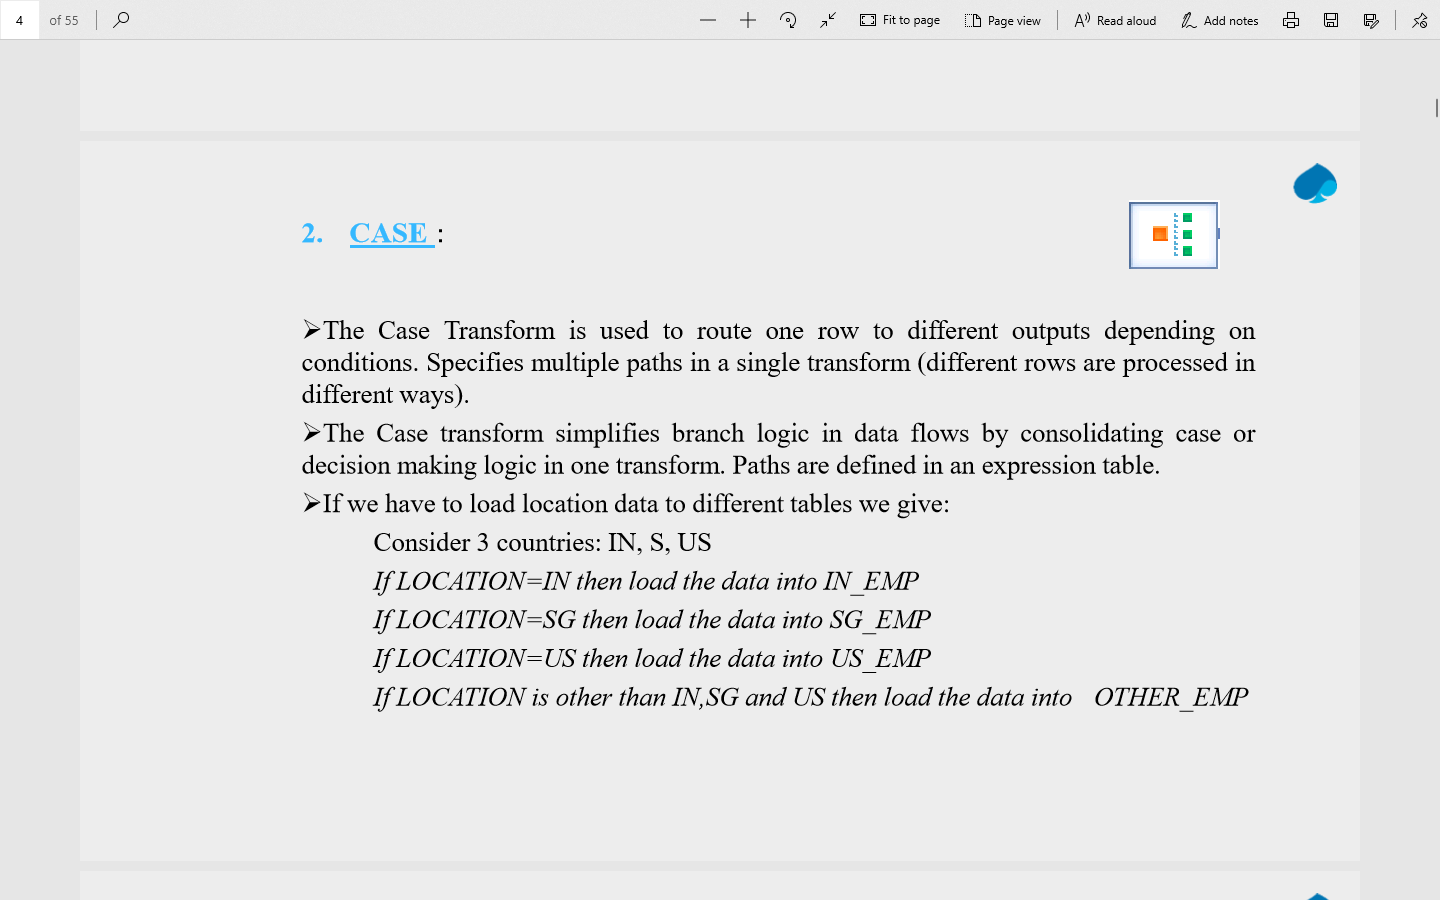 4 of 55 Fit to page Page view Read aloud Add notes
2. CASE :
➢The Case Transform is used to route one row to different outputs depending on
conditions. Specifies multiple paths in a single transform (different rows are processed in
different ways).
➢The Case transform simplifies branch logic in data flows by consolidating case or
decision making logic in one transform. Paths are defined in an expression table.
➢If we have to load location data to different tables we give:
Consider 3 countries: IN, S, US
If LOCATION=IN then load the data into IN_EMP
If LOCATION=SG then load the data into SG_EMP
If LOCATION=US then load the data into US_EMP
If LOCATION is other than IN,SG and US then load the data into OTHER_EMP